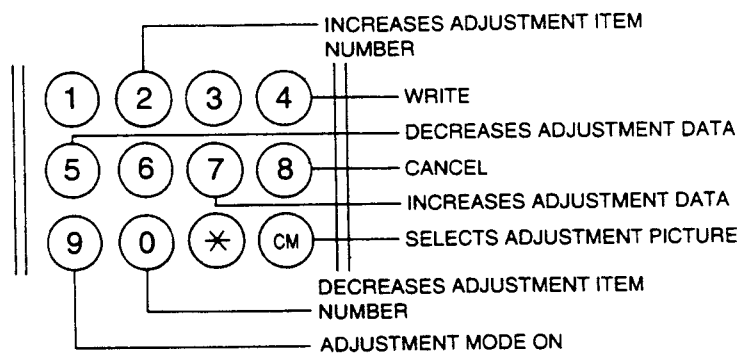 INCREASES ADJUSTMENT ITEM
NUMBER
1 2 3 4
WRITE
DECREASES ADJUSTMENT DATA
5 6 7 8
CANCEL
INCREASES ADJUSTMENT DATA
9 0 * CM
SELECTS ADJUSTMENT PICTURE
DECREASES ADJUSTMENT ITEM
NUMBER
ADJUSTMENT MODE ON